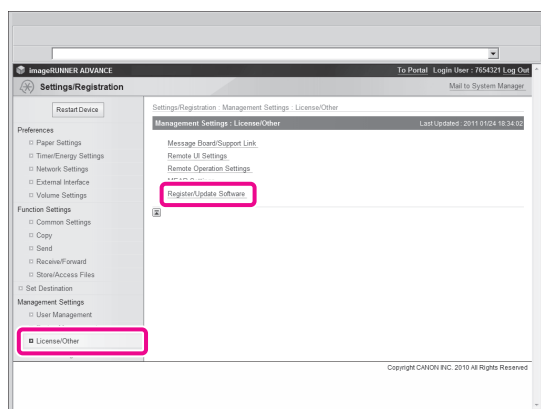 imageRUNNER ADVANCE
To Portal Login User : 7654321 Log Out
Settings/Registration
Mail to System Manager
Restart Device
Settings/Registration : Management Settings : License/Other
Management Settings : License/Other
Last Updated : 2011 01/24 18:34:02
Preferences
Paper Settings
Timer/Energy Settings
Network Settings
External Interface
Volume Settings
Function Settings
Common Settings
Copy
Send
Receive/Forward
Store/Access Files
Set Destination
Management Settings
User Management
License/Other
Message Board/Support Link
Remote UI Settings
Remote Operation Settings
Register/Update Software
Copyright CANON INC. 2010 All Rights Reserved